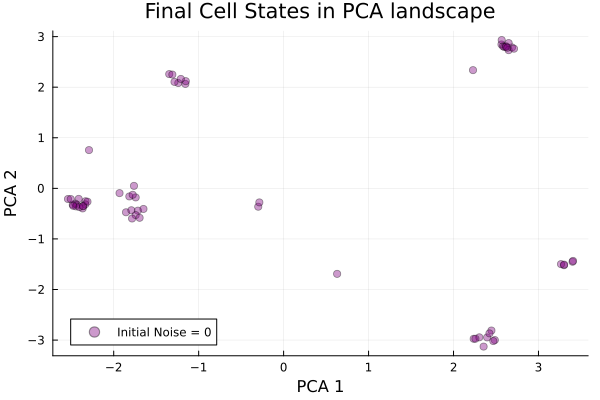 Final Cell States in PCA landscape
PCA 2
3
2
1
0
−1
−2
−3
Initial Noise = 0
−2 −1 0 1 2 3
PCA 1